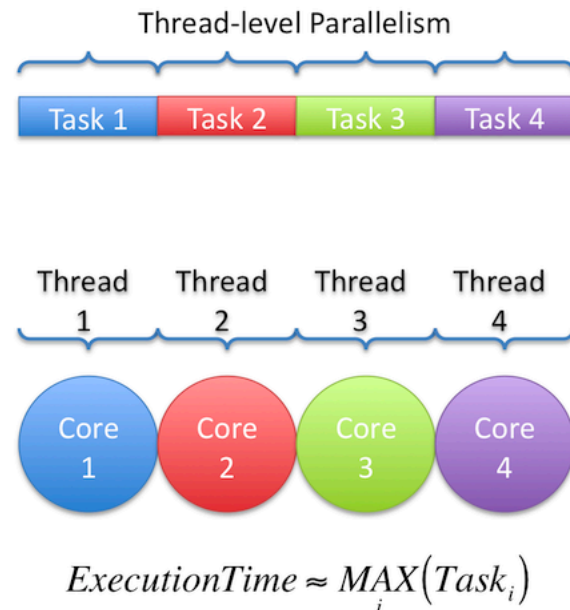 Thread-level Parallelism
Task 1 Task 2 Task 3 Task 4
Thread Thread Thread Thread
1 2 3 4
Core Core Core Core
1 2 3 4
ExecutionTime ≈ MAX(Task_i)
i